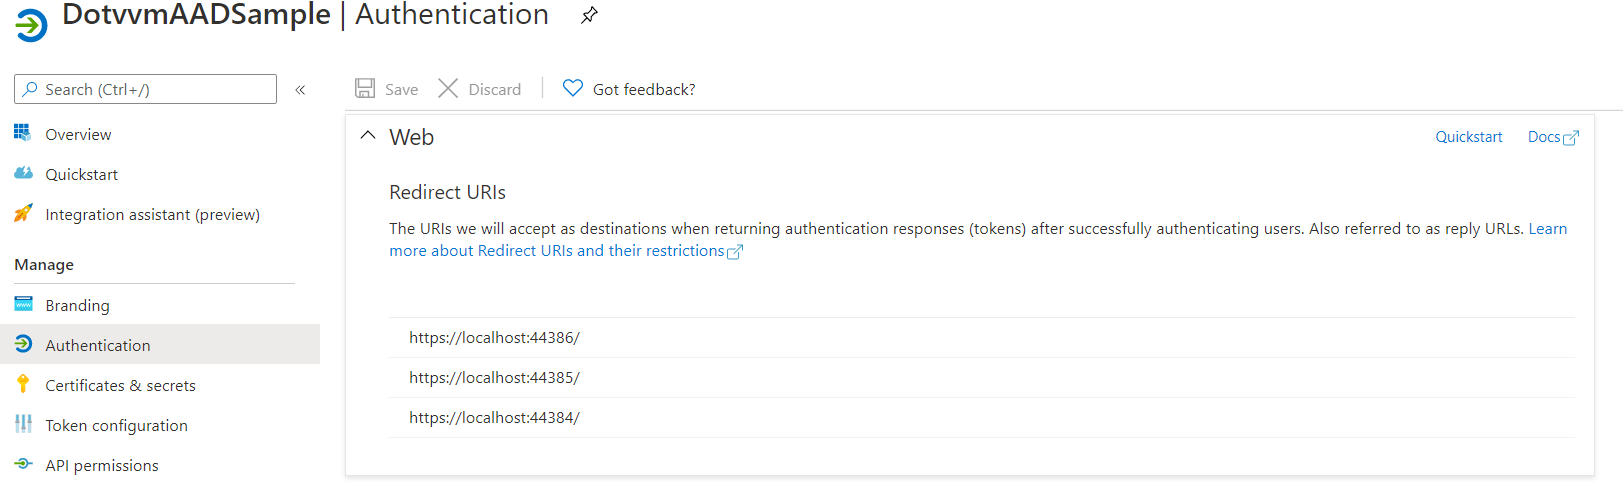 DotvvmAADSample | Authentication
Search (Ctrl+/)
«
Save
Discard
Got feedback?
Overview
Quickstart
Integration assistant (preview)
Manage
Branding
Authentication
Certificates & secrets
Token configuration
API permissions
Web
Quickstart
Docs
Redirect URIs
The URIs we will accept as destinations when returning authentication responses (tokens) after successfully authenticating users. Also referred to as reply URLs. Learn
more about Redirect URIs and their restrictions
https://localhost:44386/
https://localhost:44385/
https://localhost:44384/